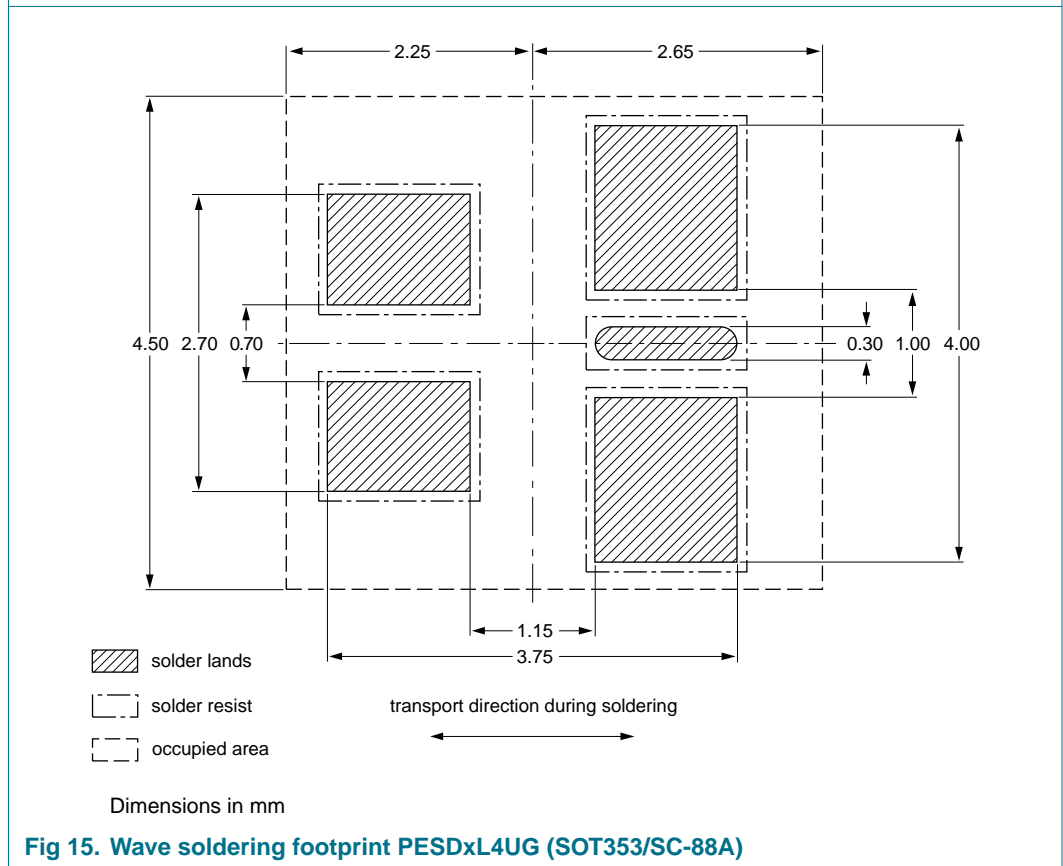 2.25
2.65
4.50
2.70
0.70
0.30
1.00
4.00
1.15
3.75
solder lands
solder resist
transport direction during soldering
occupied area
Dimensions in mm
Fig 15. Wave soldering footprint PESDxL4UG (SOT353/SC-88A)